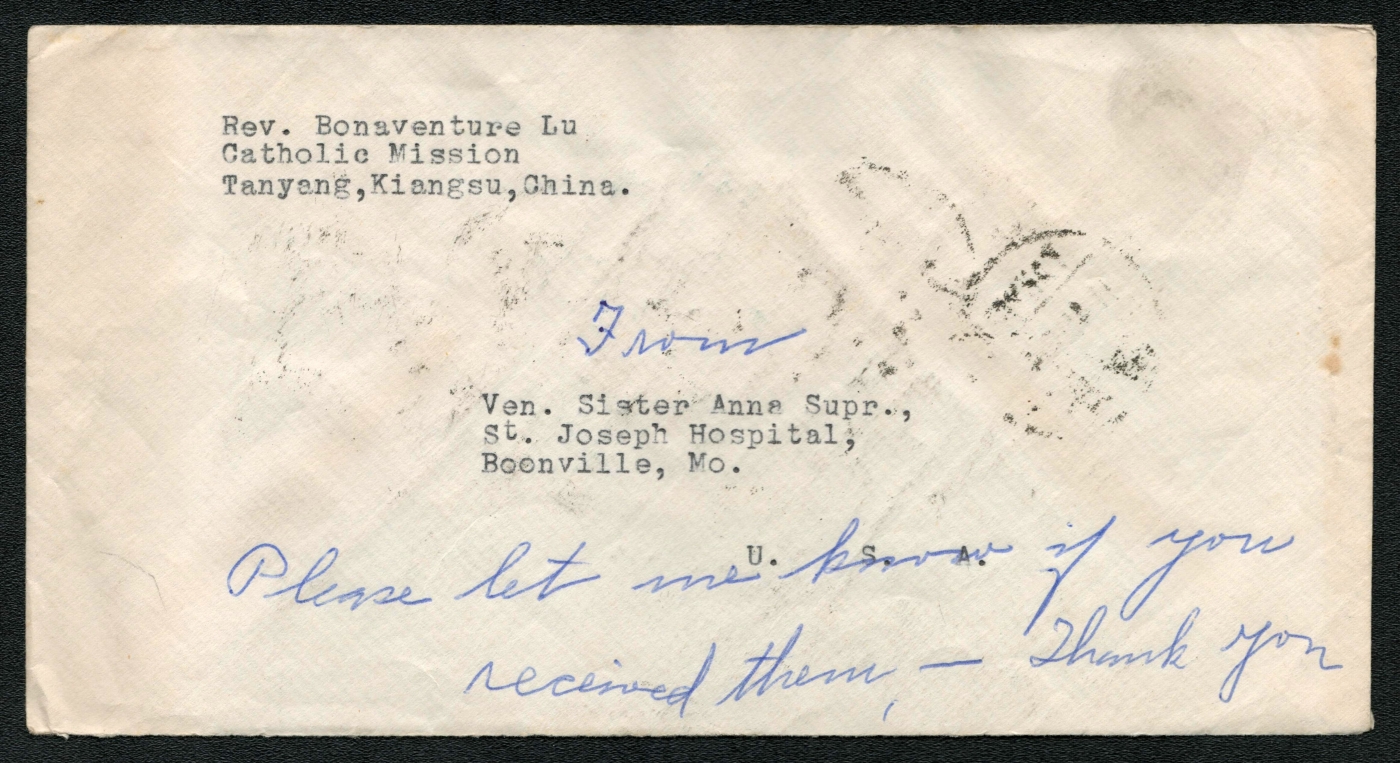 Rev. Bonaventure Lu
Catholic Mission
Tanyang,Kiangsu,China.
From
Ven. Sister Anna Supr.,
St. Joseph Hospital,
Boonville, Mo.
U. S. A.
Please let me know if you
received them, — Thank you